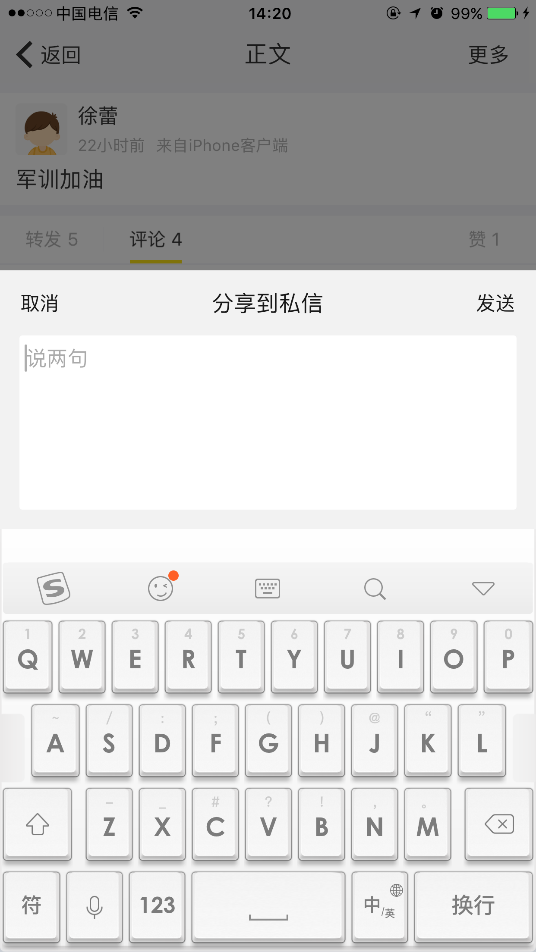 中国电信 14:20 99%
返回 正文 更多
徐蕾
22小时前 来自iPhone客户端
军训加油
转发 5 评论 4 赞 1
取消 分享到私信 发送
说两句
S
1 2 3 4 5 6 7 8 9 0
Q W E R T Y U I O P
~ / : ; ( ) @ “ ”
A S D F G H J K L
– _ # ? ! , 。
Z X C V B N M
符 123 中/英 换行